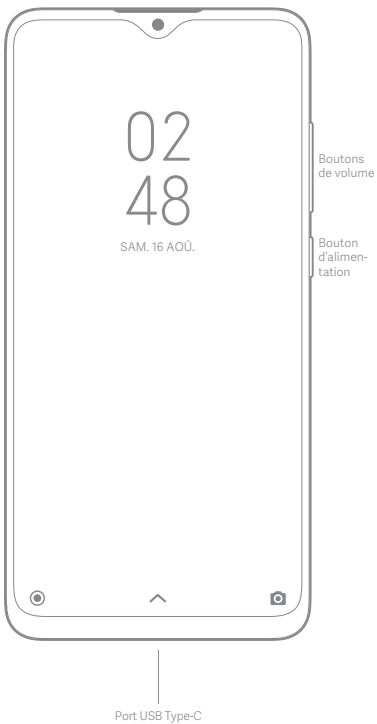 02
48
SAM. 16 AOÛ.
Boutons
de volume
Bouton
d'alimen-
tation
Port USB Type-C